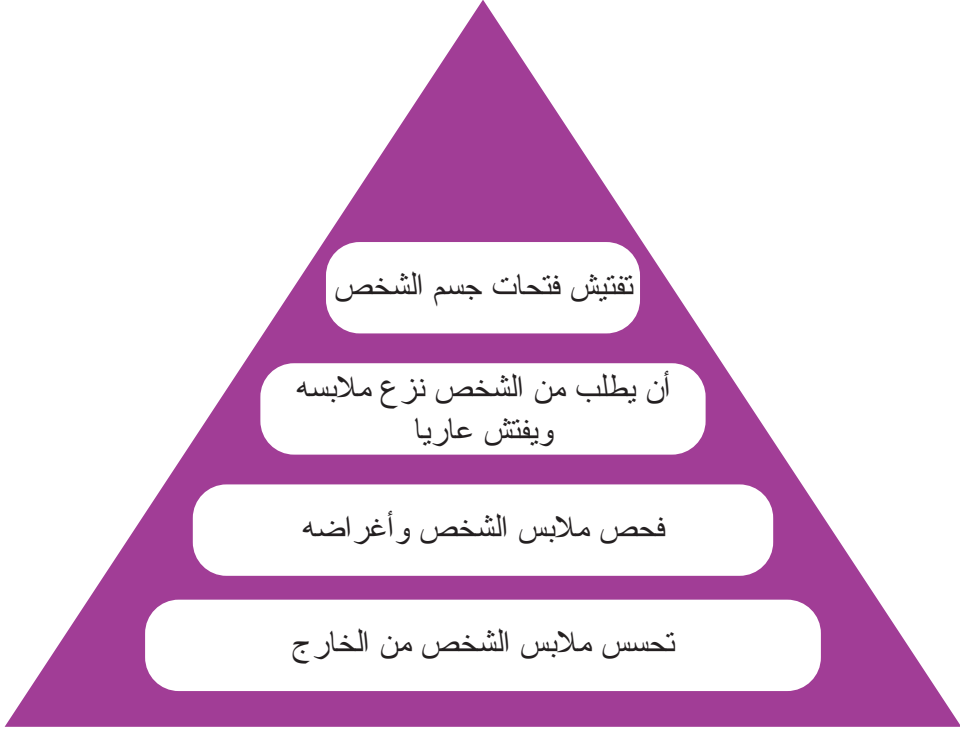 تفتيش فتحات جسم الشخص
أن يطلب من الشخص نزع ملابسه
ويفتش عاريا
فحص ملابس الشخص وأغراضه
تحسس ملابس الشخص من الخارج